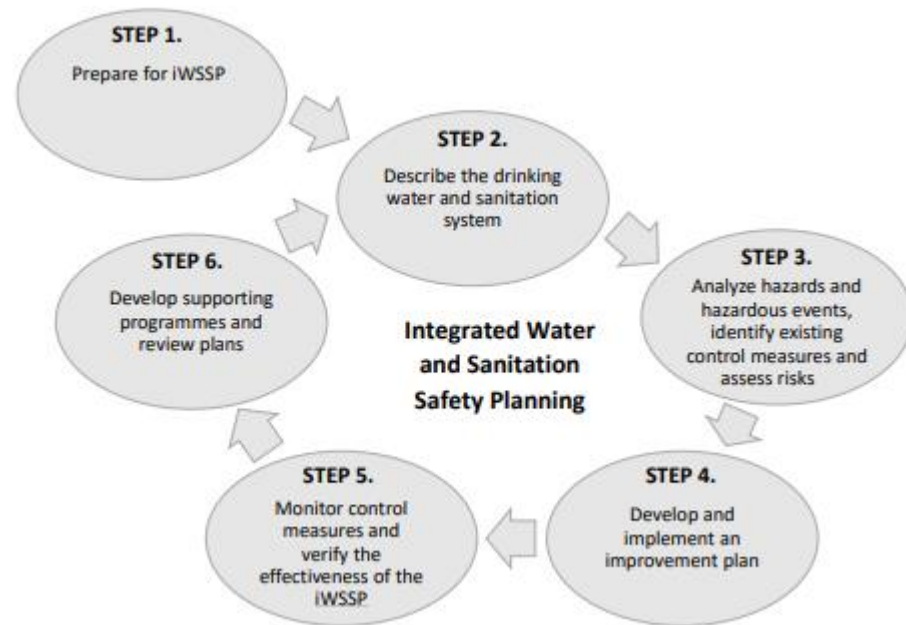 STEP 1.
Prepare for iWSSP
STEP 2.
Describe the drinking
water and sanitation
system
STEP 3.
Analyze hazards and
hazardous events,
identify existing
control measures and
assess risks
STEP 4.
Develop and
implement an
improvement plan
STEP 5.
Monitor control
measures and
verify the
effectiveness of the
iWSSP
STEP 6.
Develop supporting
programmes and
review plans
Integrated Water
and Sanitation
Safety Planning